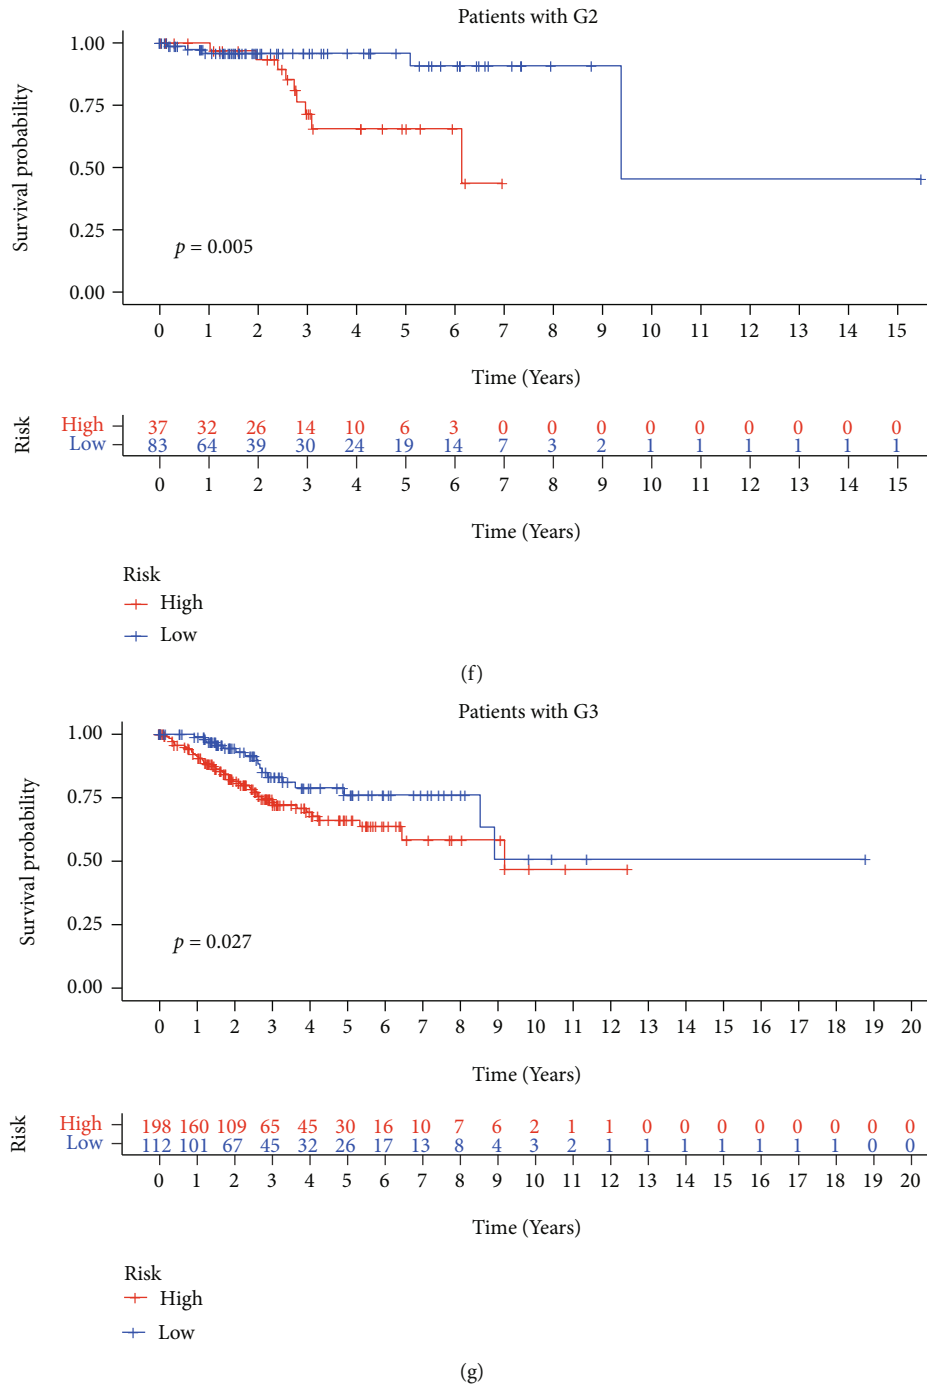 Patients with G2
1.00
0.75
0.50
0.25
0.00
Survival probability
p = 0.005
0 1 2 3 4 5 6 7 8 9 10 11 12 13 14 15
Time (Years)
Risk
High 37 32 26 14 10 6 3 0 0 0 0 0 0 0 0 0
Low 83 64 39 30 24 19 14 7 3 2 1 1 1 1 1 1
0 1 2 3 4 5 6 7 8 9 10 11 12 13 14 15
Time (Years)
Risk
High
Low
(f)
Patients with G3
1.00
0.75
0.50
0.25
0.00
Survival probability
p = 0.027
0 1 2 3 4 5 6 7 8 9 10 11 12 13 14 15 16 17 18 19 20
Time (Years)
Risk
High 198 160 109 65 45 30 16 10 7 6 2 1 1 0 0 0 0 0 0 0 0
Low 112 101 67 45 32 26 17 13 8 4 3 2 1 1 1 1 1 1 1 0 0
0 1 2 3 4 5 6 7 8 9 10 11 12 13 14 15 16 17 18 19 20
Time (Years)
Risk
High
Low
(g)